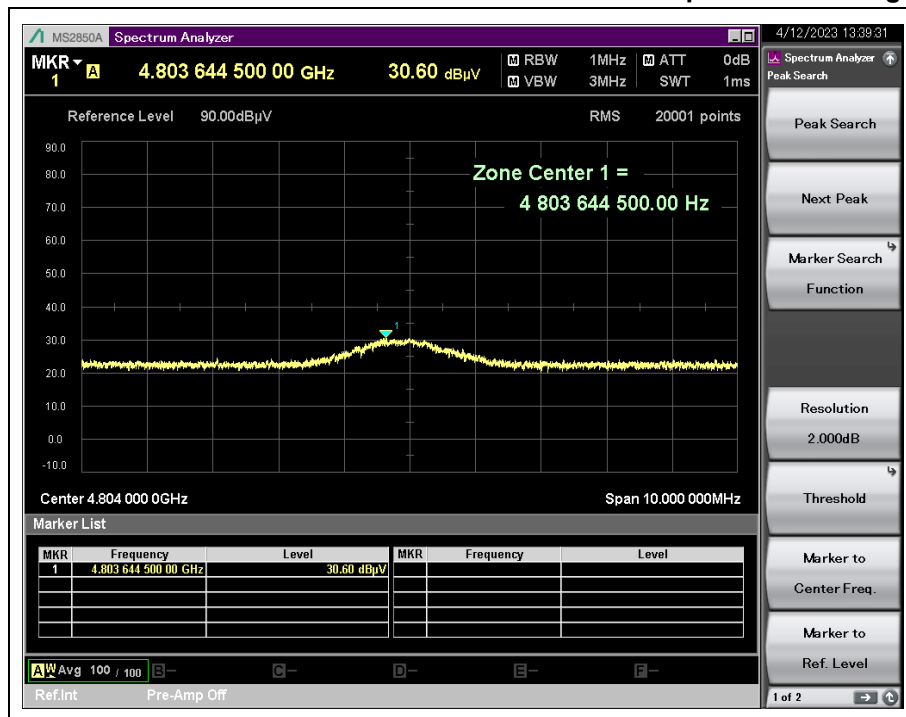 MS2850A Spectrum Analyzer
4/12/2023 13:39:31
MKR 1 A 4.803 644 500 00 GHz 30.60 dBµV
M RBW 1MHz M ATT 0dB
M VBW 3MHz SWT 1ms
Spectrum Analyzer
Peak Search
Reference Level 90.00dBµV RMS 20001 points
90.0
80.0
70.0
60.0
50.0
40.0
30.0
20.0
10.0
0.0
-10.0
Zone Center 1 =
4 803 644 500.00 Hz
1
Center 4.804 000 0GHz Span 10.000 000MHz
Marker List
MKR Frequency Level MKR Frequency Level
1 4.803 644 500 00 GHz 30.60 dBµV
A W Avg 100 / 100 B- C- D- E- F-
Ref.Int Pre-Amp Off
Peak Search
Next Peak
Marker Search
Function
Resolution
2.000dB
Threshold
Marker to
Center Freq.
Marker to
Ref. Level
1 of 2